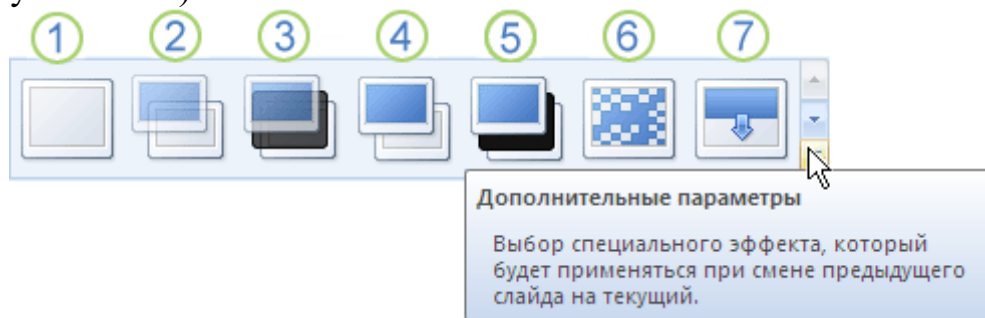 1 2 3 4 5 6 7
Дополнительные параметры
Выбор специального эффекта, который
будет применяться при смене предыдущего
слайда на текущий.